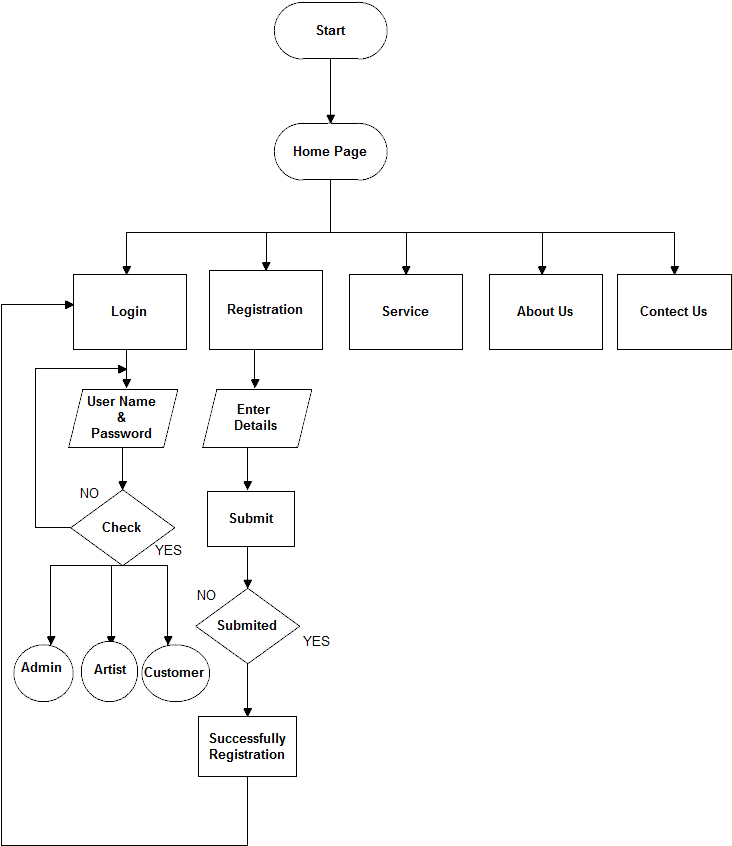 Start
Home Page
Login
Registration
Service
About Us
Contect Us
User Name
&
Password
Enter
Details
NO
Check
YES
Submit
NO
Submited
YES
Admin
Artist
Customer
Successfully
Registration